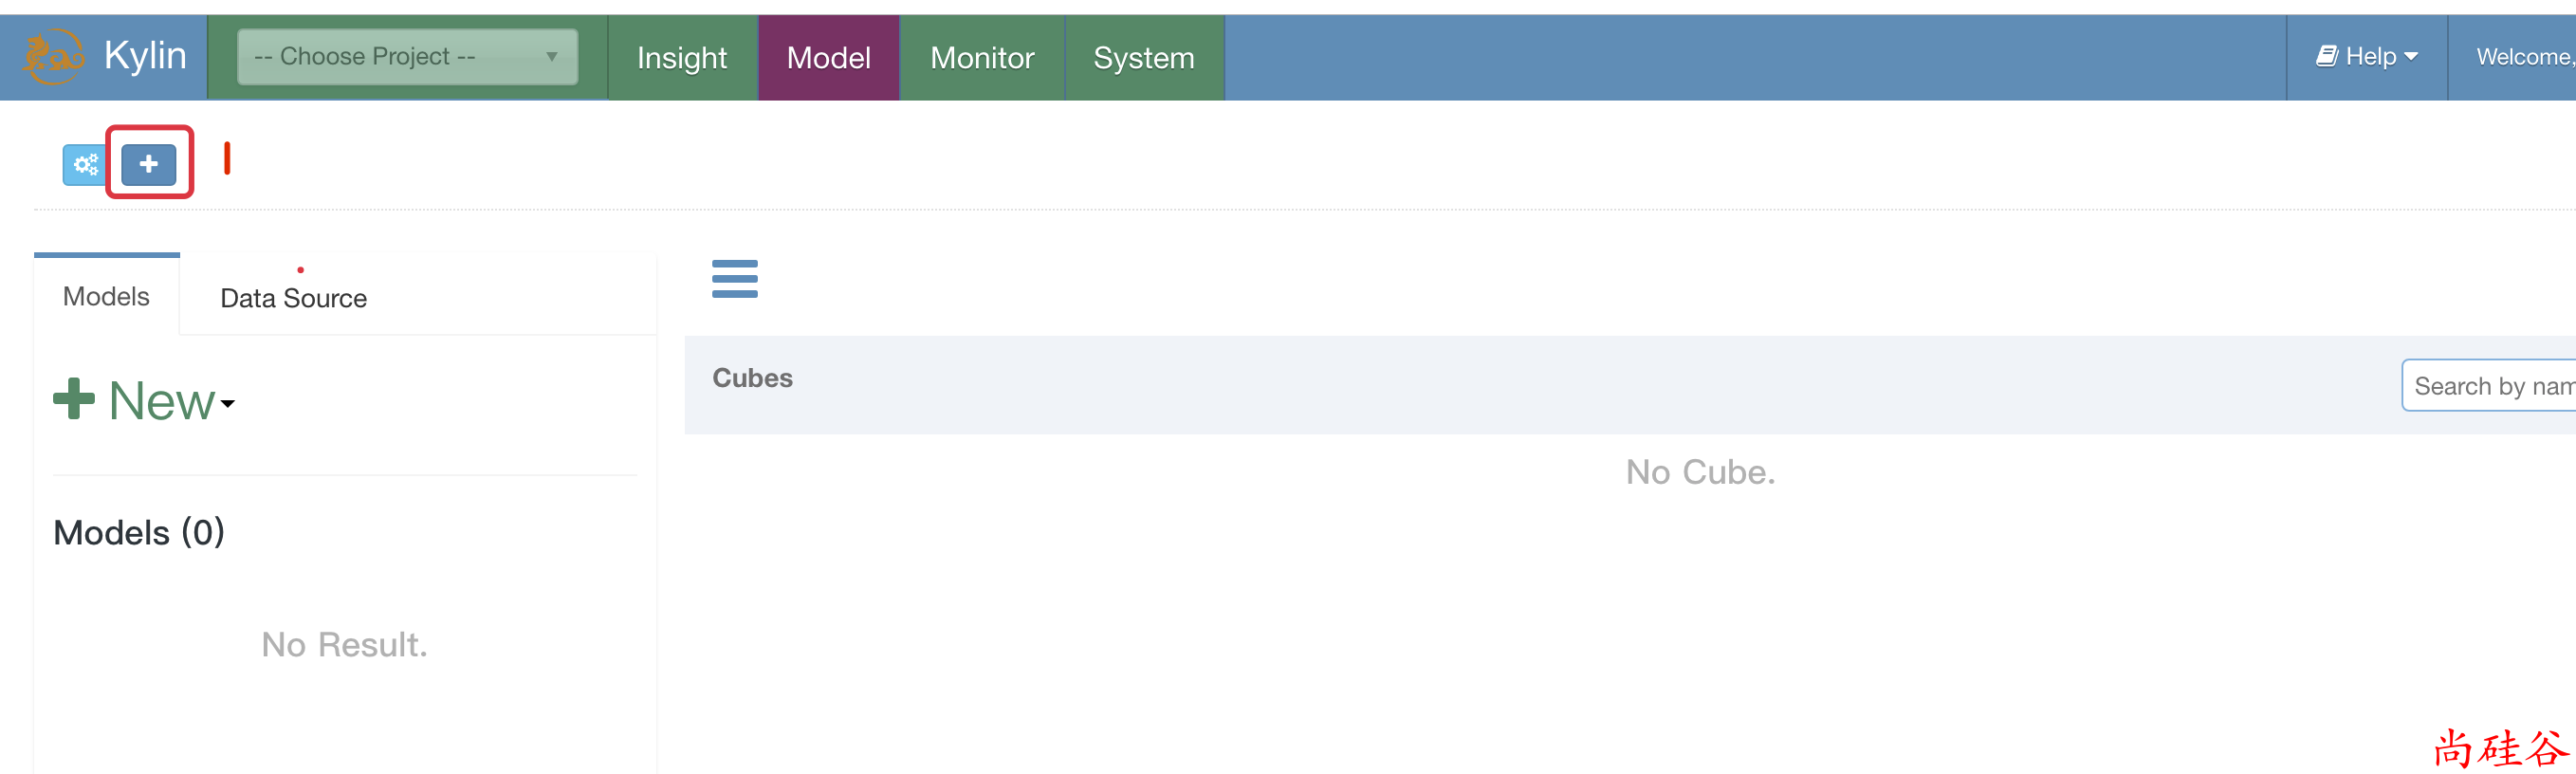 Kylin -- Choose Project -- Insight Model Monitor System Help Welcome,
Models Data Source
New
Cubes Search by nam
No Cube.
Models (0)
No Result.
尚硅谷